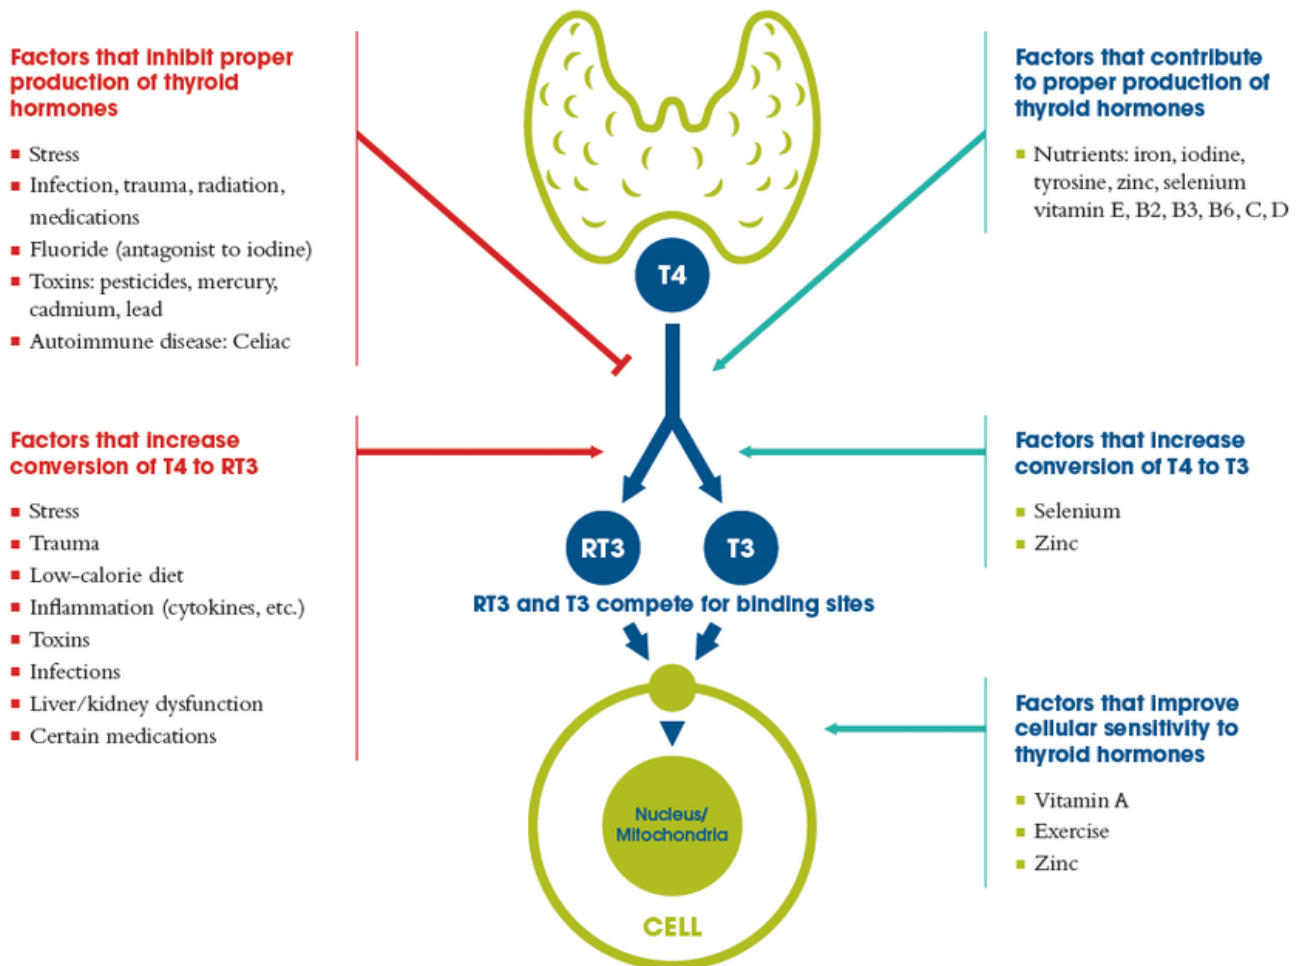 Factors that inhibit proper
production of thyroid
hormones
Stress
Infection, trauma, radiation,
medications
Fluoride (antagonist to iodine)
Toxins: pesticides, mercury,
cadmium, lead
Autoimmune disease: Celiac
Factors that increase
conversion of T4 to RT3
Stress
Trauma
Low-calorie diet
Inflammation (cytokines, etc.)
Toxins
Infections
Liver/kidney dysfunction
Certain medications
T4
RT3
T3
RT3 and T3 compete for binding sites
Nucleus/
Mitochondria
CELL
Factors that contribute
to proper production of
thyroid hormones
Nutrients: iron, iodine,
tyrosine, zinc, selenium
vitamin E, B2, B3, B6, C, D
Factors that increase
conversion of T4 to T3
Selenium
Zinc
Factors that improve
cellular sensitivity to
thyroid hormones
Vitamin A
Exercise
Zinc